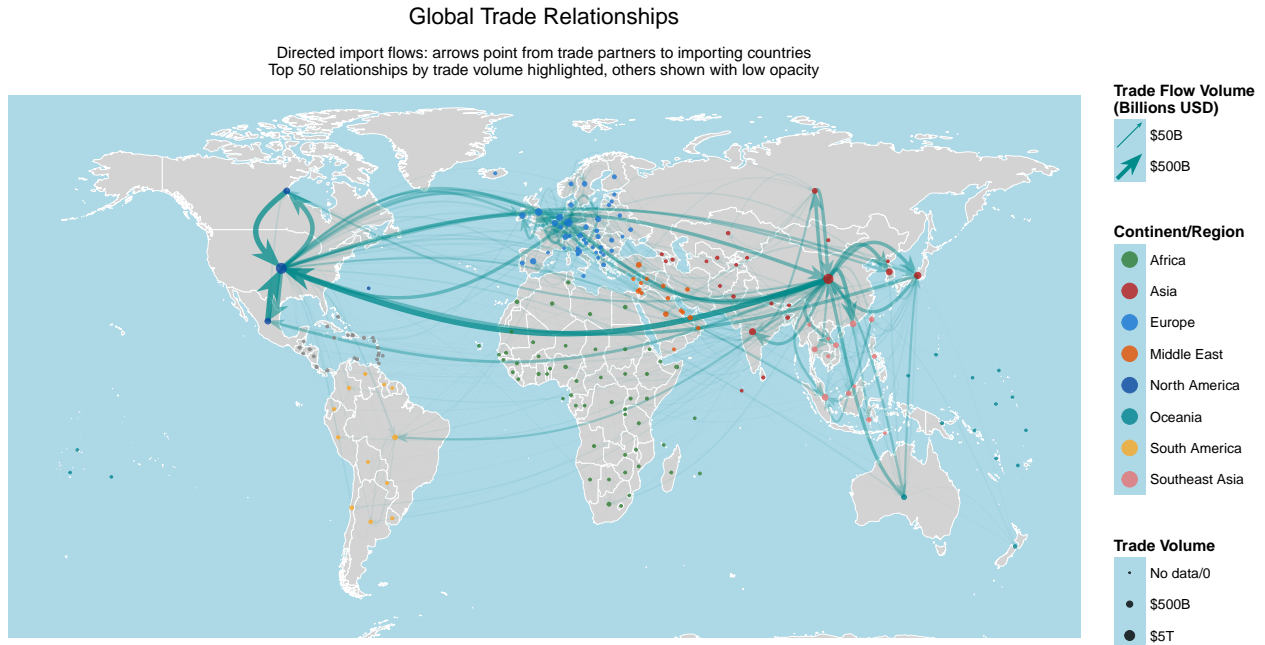 Global Trade Relationships
Directed import flows: arrows point from trade partners to importing countries
Top 50 relationships by trade volume highlighted, others shown with low opacity
Trade Flow Volume
(Billions USD)
$50B
$500B
Continent/Region
Africa
Asia
Europe
Middle East
North America
Oceania
South America
Southeast Asia
Trade Volume
No data/0
$500B
$5T